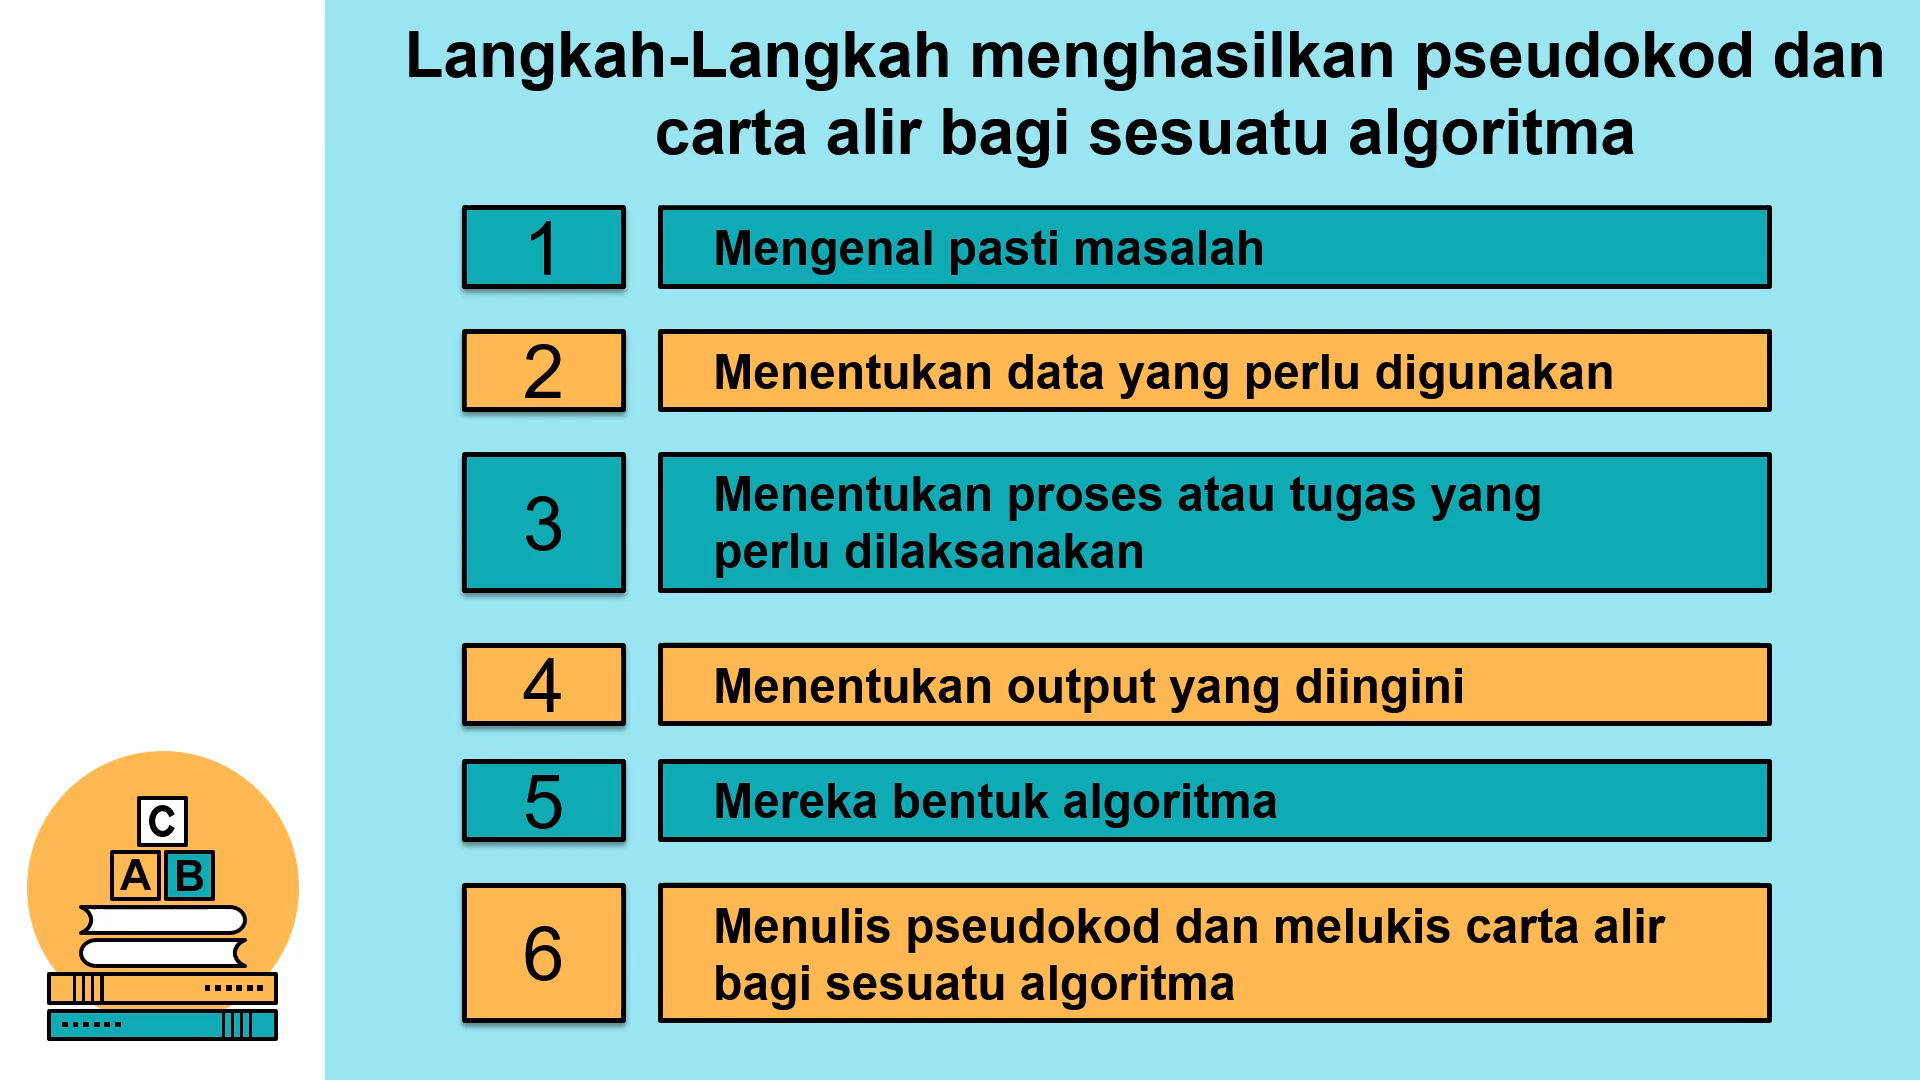 Langkah-Langkah menghasilkan pseudokod dan
carta alir bagi sesuatu algoritma
1
Mengenal pasti masalah
2
Menentukan data yang perlu digunakan
3
Menentukan proses atau tugas yang
perlu dilaksanakan
4
Menentukan output yang diingini
5
Mereka bentuk algoritma
6
Menulis pseudokod dan melukis carta alir
bagi sesuatu algoritma
C
A B